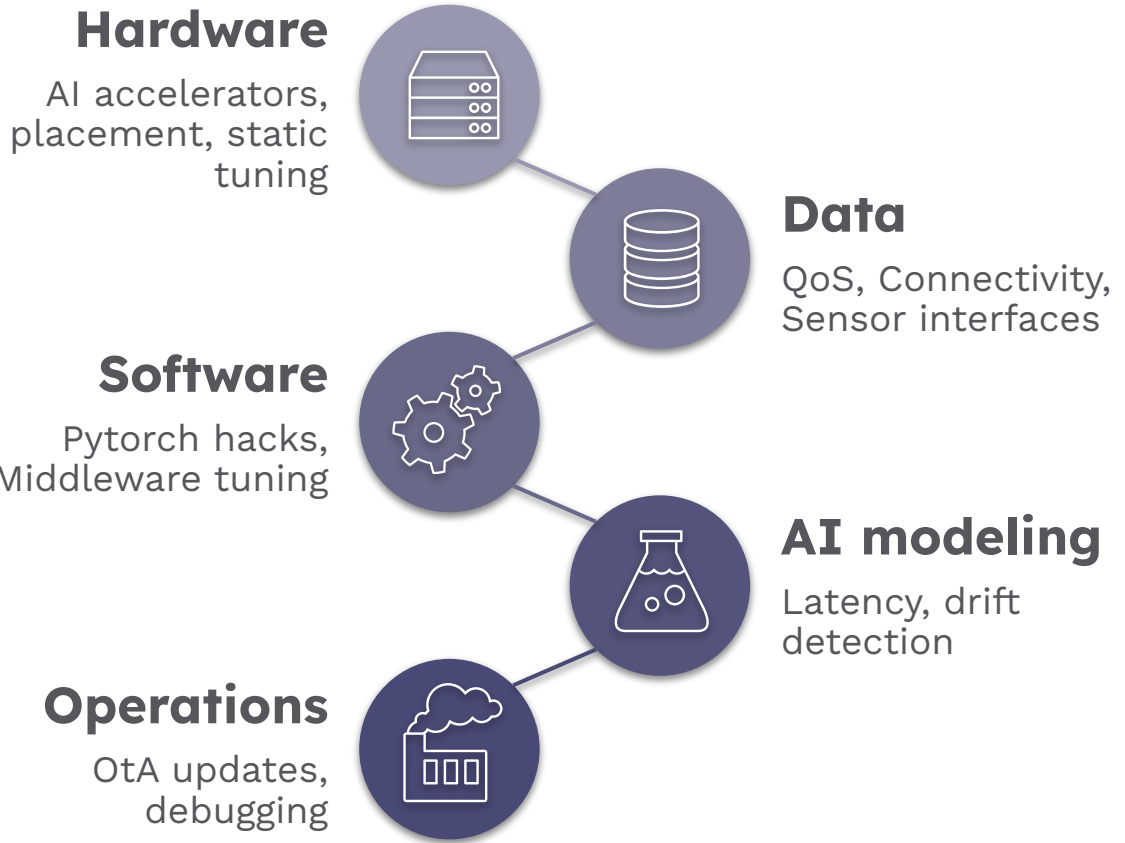 Hardware
AI accelerators,
placement, static
tuning
Data
QoS, Connectivity,
Sensor interfaces
Software
Pytorch hacks,
Middleware tuning
AI modeling
Latency, drift
detection
Operations
OtA updates,
debugging